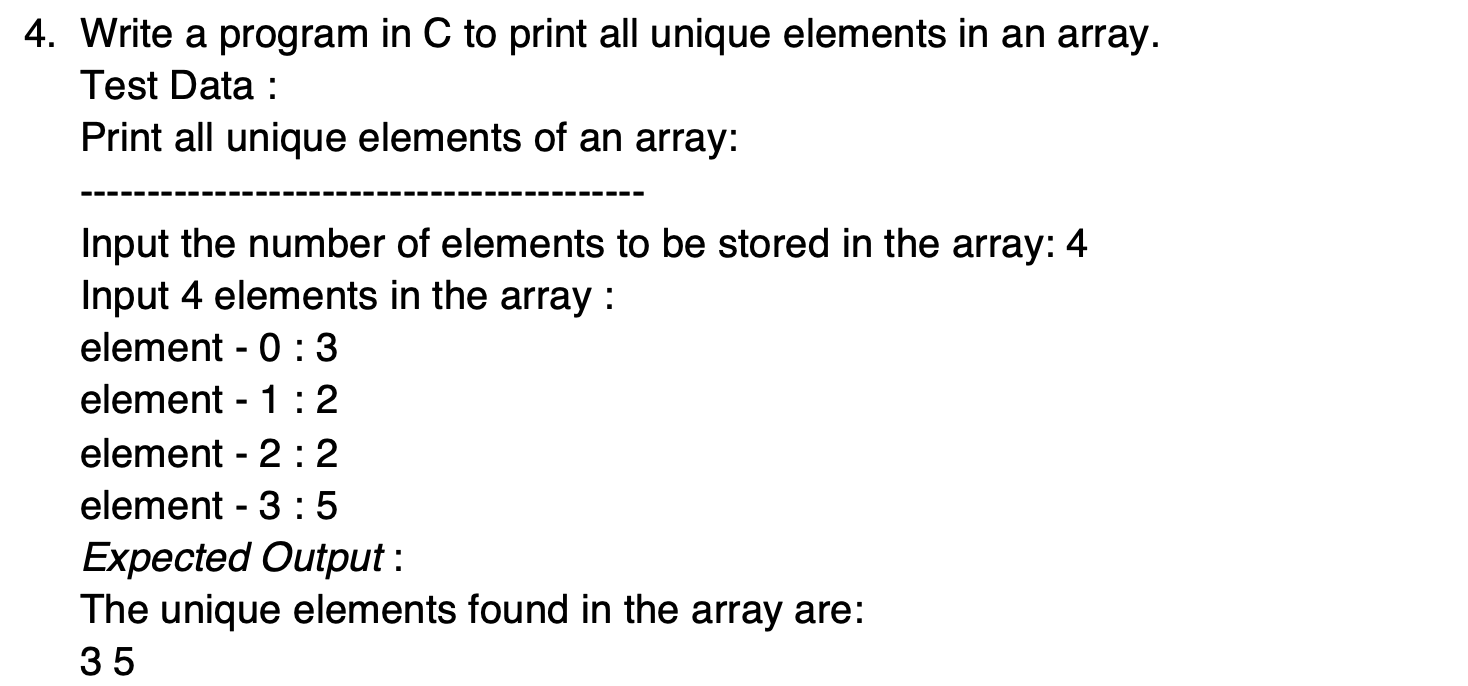 4. Write a program in C to print all unique elements in an array.
Test Data :
Print all unique elements of an array:
------------------------------------------
Input the number of elements to be stored in the array: 4
Input 4 elements in the array :
element - 0 : 3
element - 1 : 2
element - 2 : 2
element - 3 : 5
Expected Output :
The unique elements found in the array are:
3 5